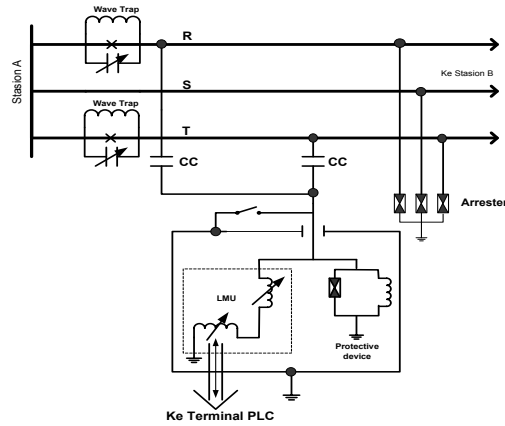 Wave Trap
R
Stasion A
Ke Stasion B
S
Wave Trap
T
CC
CC
Arrester
LMU
Protective
device
Ke Terminal PLC